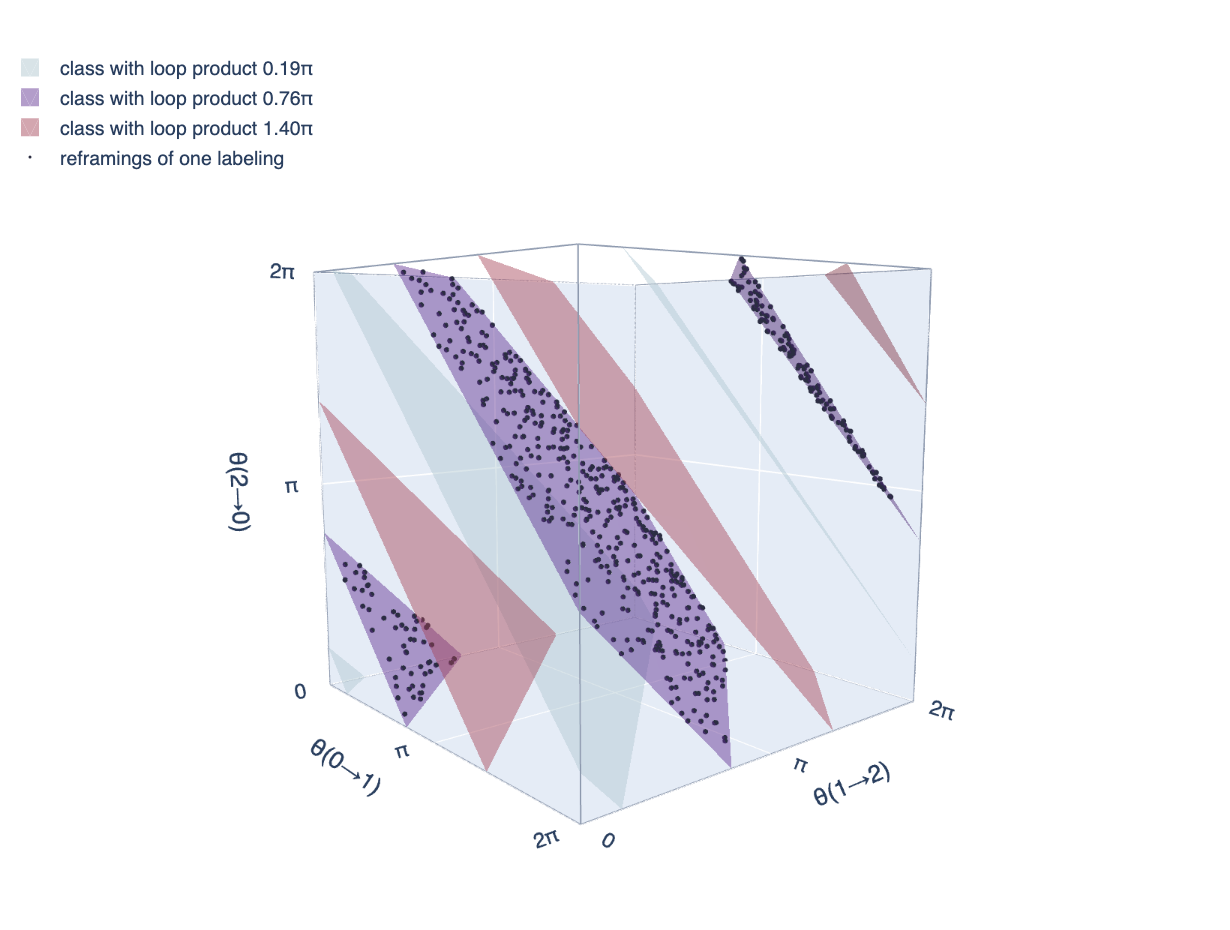 class with loop product 0.19π
class with loop product 0.76π
class with loop product 1.40π
reframings of one labeling
2π
π
0
θ(2→0)
θ(0→1)
π
2π
0
π
θ(1→2)
2π